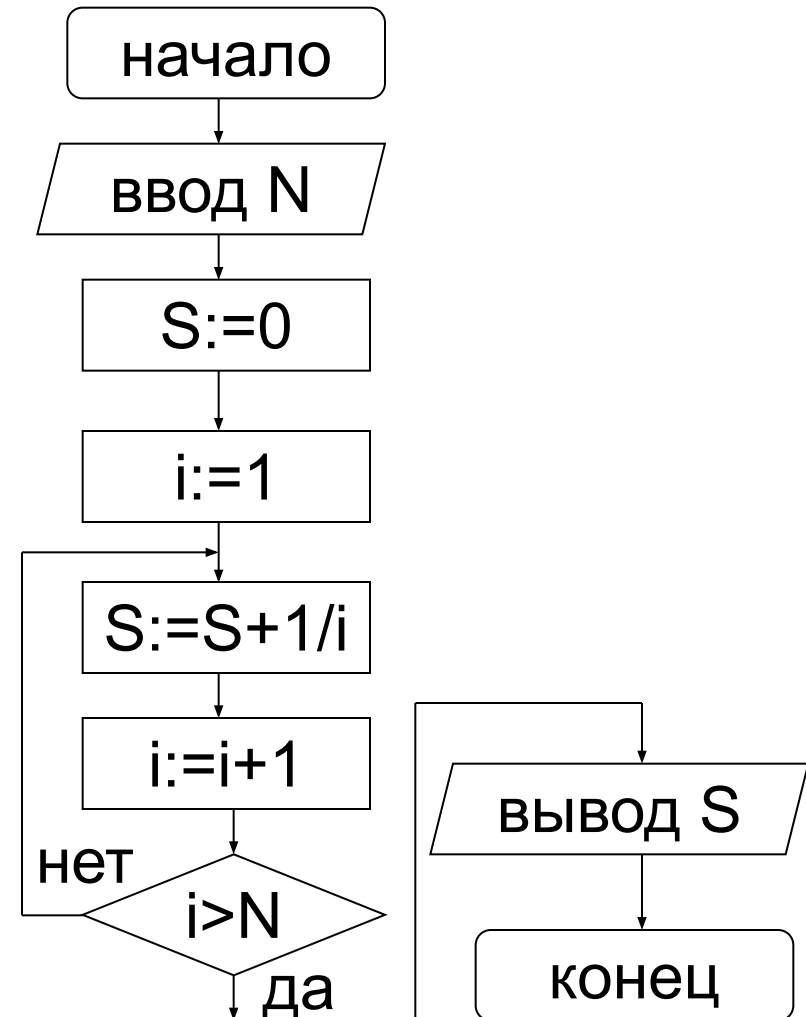 начало
ввод N
S:=0
i:=1
S:=S+1/i
i:=i+1
нет
i>N
да
вывод S
конец